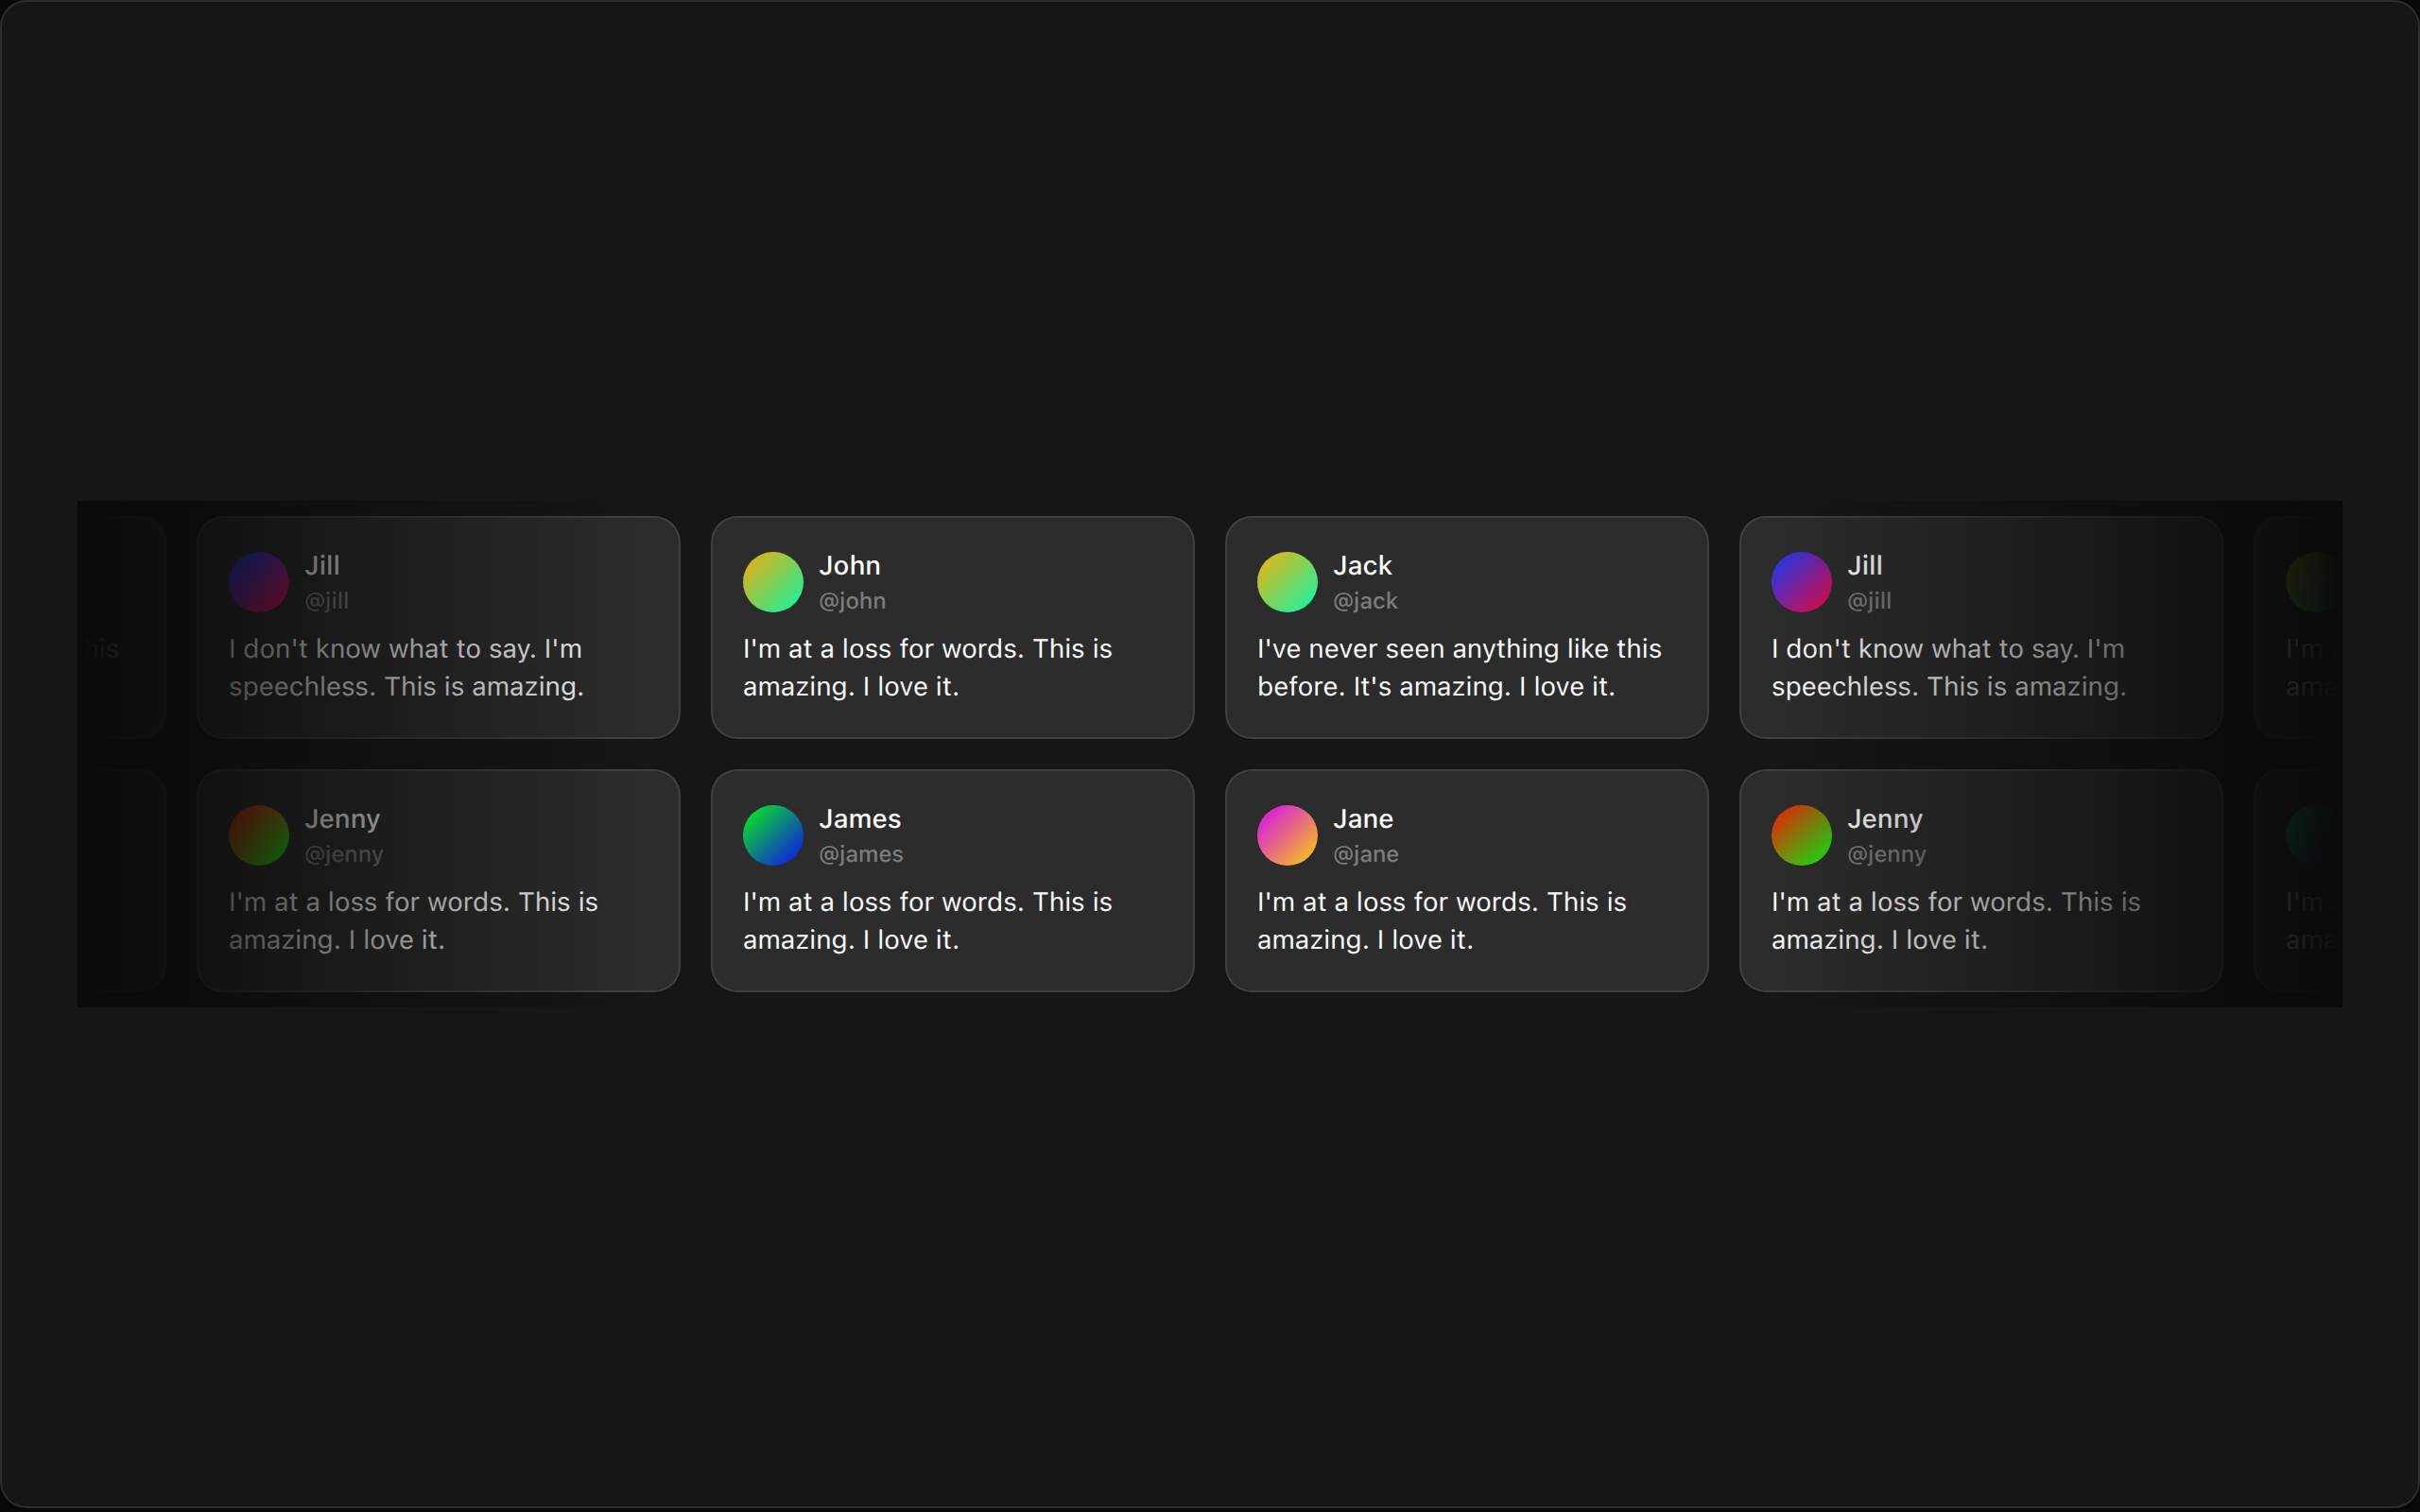 his
Jill
@jill
I don't know what to say. I'm
speechless. This is amazing.
John
@john
I'm at a loss for words. This is
amazing. I love it.
Jack
@jack
I've never seen anything like this
before. It's amazing. I love it.
Jill
@jill
I don't know what to say. I'm
speechless. This is amazing.
I'm
ama
Jenny
@jenny
I'm at a loss for words. This is
amazing. I love it.
James
@james
I'm at a loss for words. This is
amazing. I love it.
Jane
@jane
I'm at a loss for words. This is
amazing. I love it.
Jenny
@jenny
I'm at a loss for words. This is
amazing. I love it.
I'm
ama